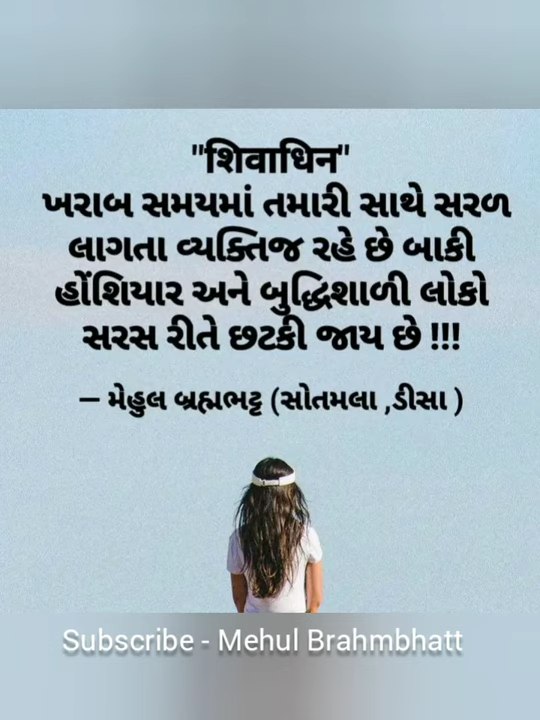 "શિવાધિન"
ખરાબ સમયમાં તમારી સાથે સરળ
લાગતા વ્યક્તિજ રહે છે બાકી
હોંશિયાર અને બુદ્ધિશાળી લોકો
સરસ રીતે છટકી જાય છે !!!
– મેહુલ બ્રહ્મભટ્ટ (સોતમલા ,ડીસા )
Subscribe - Mehul Brahmbhatt